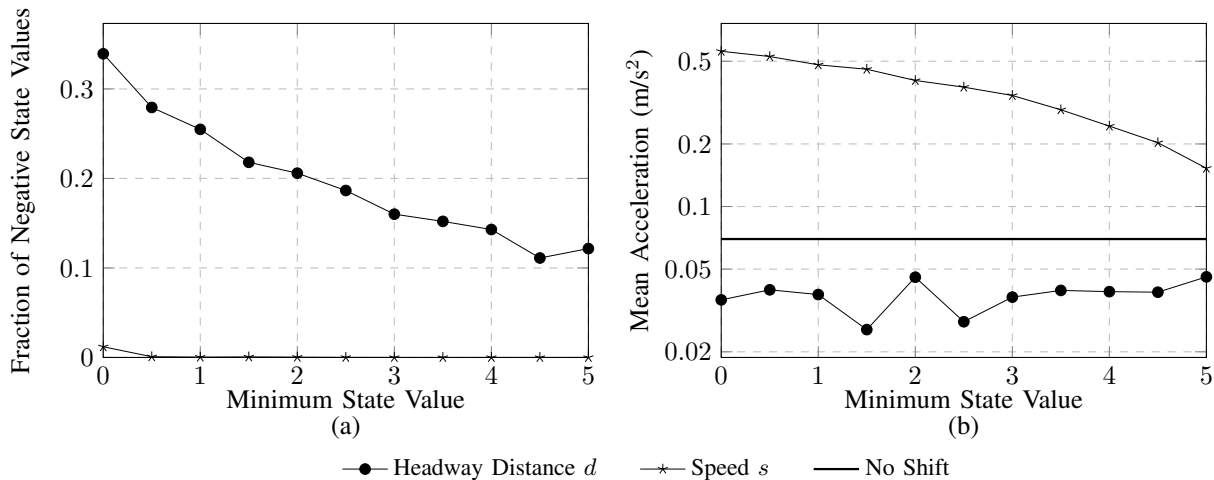 Fraction of Negative State Values
0.3
0.2
0.1
0
0 1 2 3 4 5
Minimum State Value
(a)
Mean Acceleration (m/s²)
0.5
0.2
0.1
0.05
0.02
0 1 2 3 4 5
Minimum State Value
(b)
Headway Distance d Speed s No Shift